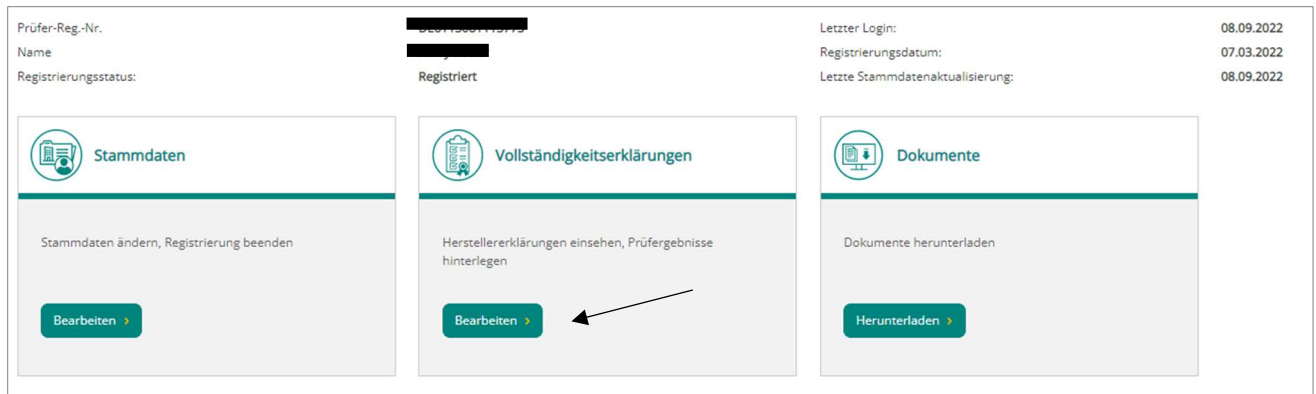 Prüfer-Reg.-Nr. Letzter Login: 08.09.2022
Name Registrierungsdatum: 07.03.2022
Registrierungsstatus: Registriert Letzte Stammdatenaktualisierung: 08.09.2022
Stammdaten
Stammdaten ändern, Registrierung beenden
Bearbeiten >
Vollständigkeitserklärungen
Herstellererklärungen einsehen, Prüfergebnisse
hinterlegen
Bearbeiten >
Dokumente
Dokumente herunterladen
Herunterladen >